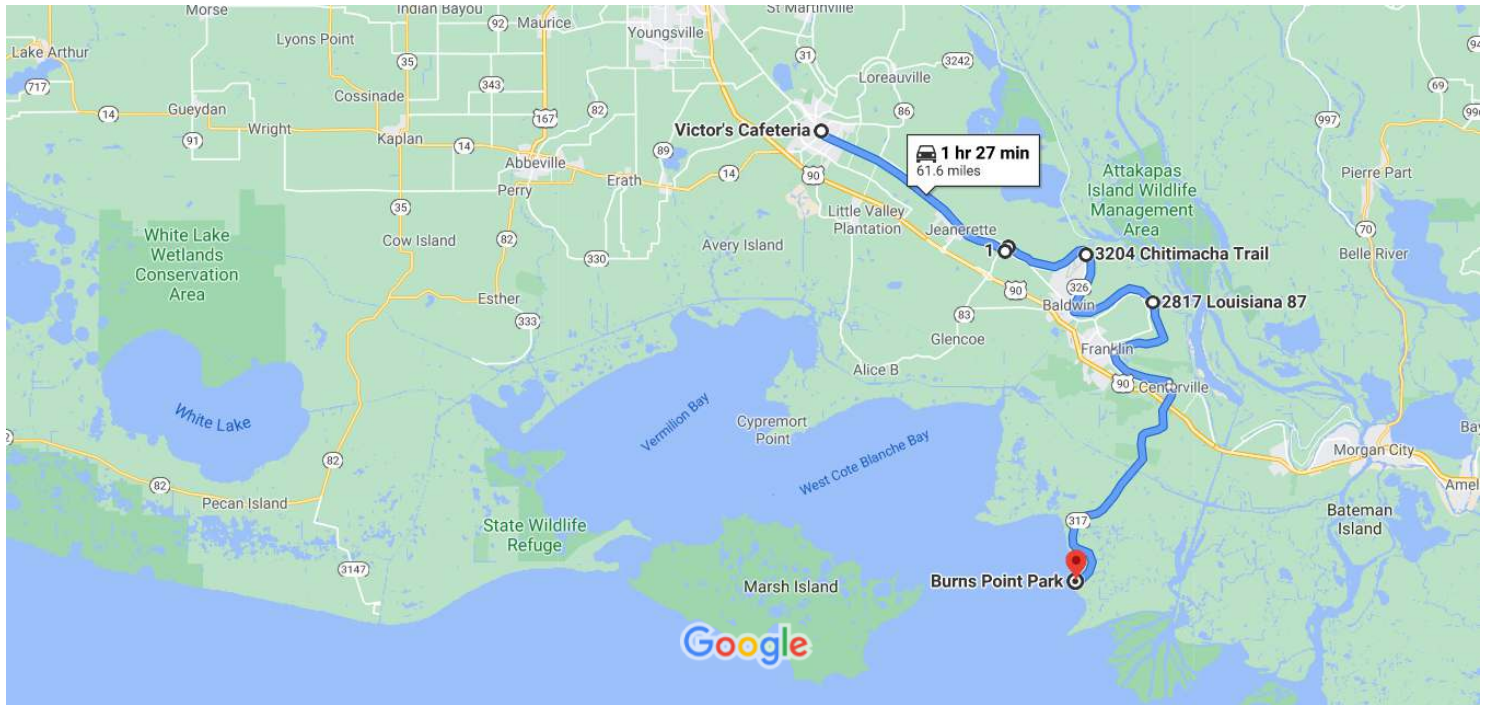 Morse
Indian Bayou
92
Maurice
St Martinville
Lake Arthur
Lyons Point
35
Youngsville
31
3242
717
343
Loreauville
69
Gueydan
Cossinade
82
86
997
14
Wright
Kaplan
167
Victor's Cafeteria
91
14
Abbeville
89
1 hr 27 min
61.6 miles
Perry
Erath
14
90
Attakapas
Island Wildlife
Management
Area
Pierre Part
35
Little Valley
Plantation
70
White Lake
Wetlands
Conservation
Area
Cow Island
82
Avery Island
Jeanerette
330
1
3204 Chitimacha Trail
Belle River
Esther
90
326
333
Baldwin
2817 Louisiana 87
83
Glencoe
Franklin
Alice B
90
Centerville
White Lake
Vermilion Bay
Cypremort
Point
82
West Cote Blanche Bay
Morgan City
82
Pecan Island
Bateman
Island
State Wildlife
Refuge
317
3147
Marsh Island
Burns Point Park
Google